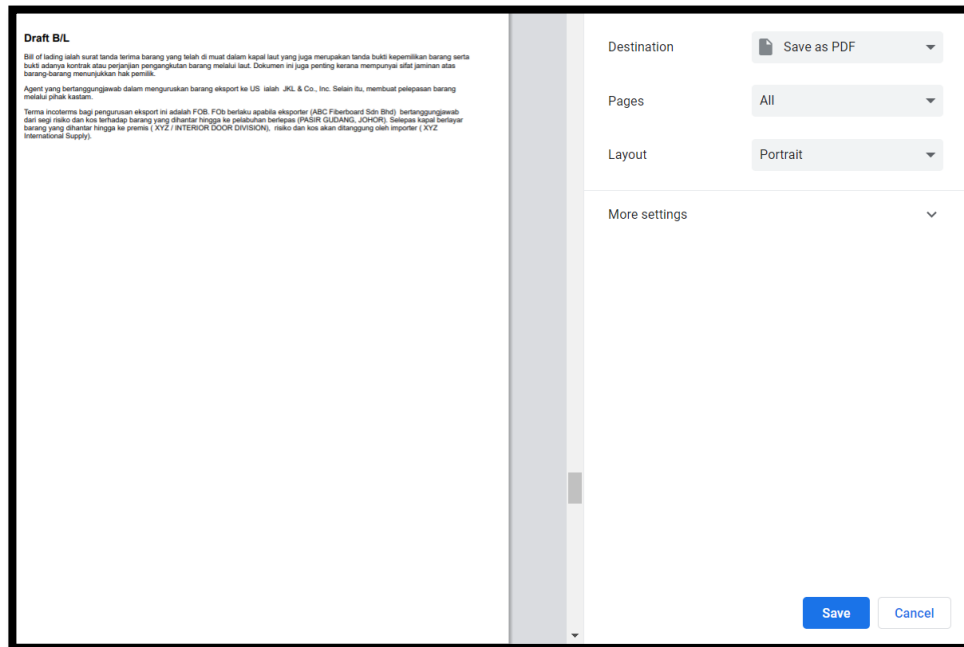 Draft B/L
Bill of lading ialah surat tanda terima barang yang telah di muat dalam kapal laut yang juga merupakan tanda bukti kepemilikan barang serta
bukti adanya kontrak atau perjanjian pengangkutan barang melalui laut. Dokumen ini juga penting kerana mempunyai sifat jaminan atas
barang-barang menunjukkan hak pemilik.
Agent yang bertanggungjawab dalam menguruskan barang eksport ke US ialah JKL & Co., Inc. Selain itu, membuat pelepasan barang
melalui pihak kastam.
Terma incoterms bagi pengurusan eksport ini adalah FOB. FOb berlaku apabila eksporter (ABC Fiberboard Sdn Bhd) bertanggungjawab
dari segi risiko dan kos terhadap barang yang dihantar hingga ke pelabuhan berlepas (PASIR GUDANG, JOHOR). Selepas kapal berlayar
barang yang dihantar hingga ke premis ( XYZ / INTERIOR DOOR DIVISION), risiko dan kos akan ditanggung oleh importer ( XYZ
International Supply).
Destination Save as PDF
Pages All
Layout Portrait
More settings
Save Cancel